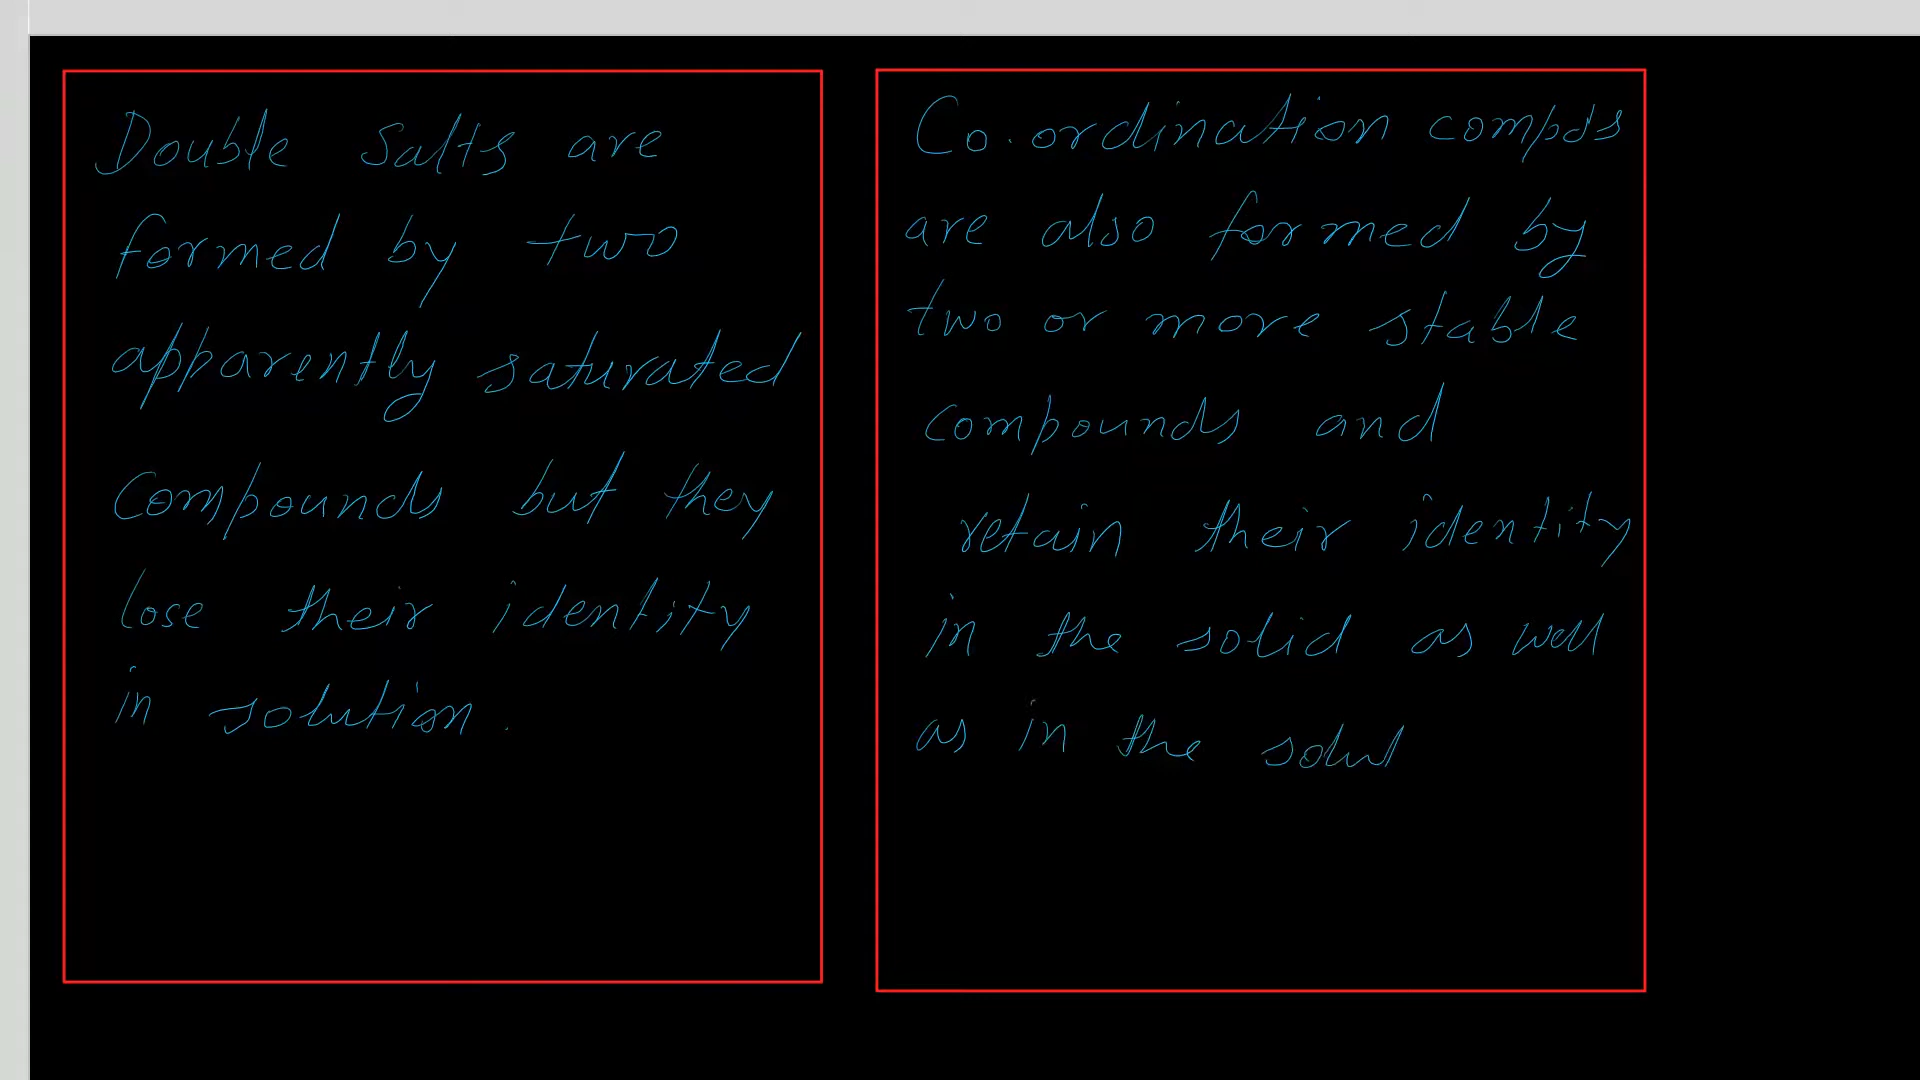 Double Salts are
formed by two
apparently saturated
Compounds but they
lose their identity
in solution.
Co.ordination compds
are also formed by
two or more stable
compounds and
retain their identity
in the solid as well
as in the solut